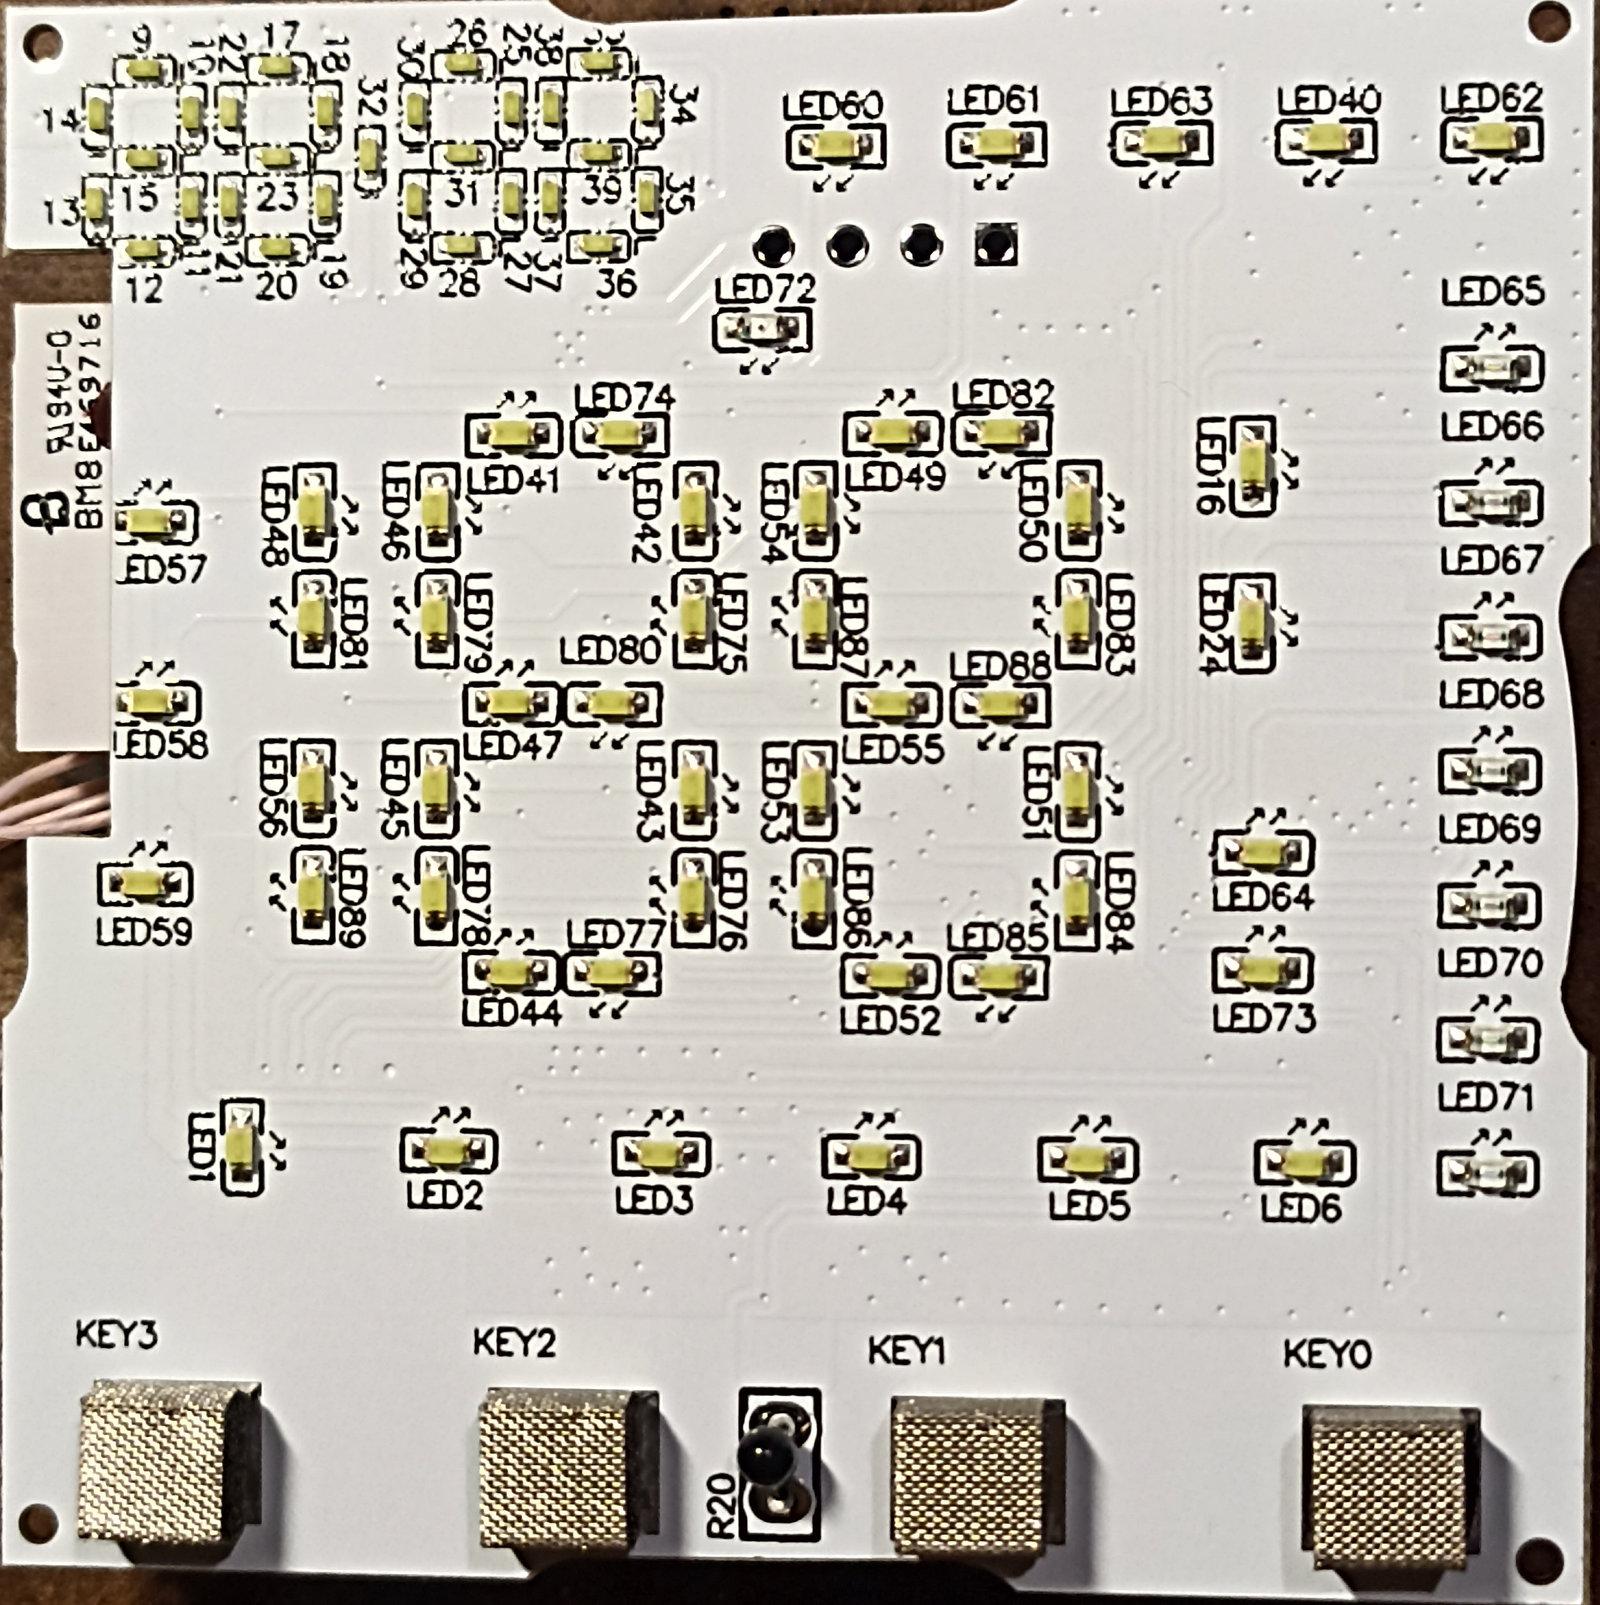 9 10 22 17 18 30 26 25 38
14 32 34
15 23 31 39
13 35
12 11 21 20 19 29 28 27 37 36
LED60 LED61 LED63 LED40 LED62
LED72
LED65
94V-0
LED74 LED82
LED41 LED49
LED66
LED16
LED48 LED46 LED42 LED54 LED50
LED57
LED67
LED81 LED79 LED75 LED87 LED83 LED24
LED80 LED88
LED68
LED58 LED47 LED55
LED56 LED45 LED43 LED53 LED51
LED69
LED64
LED89 LED78 LED76 LED86 LED84
LED59 LED77 LED85
LED70
LED44 LED52 LED73
LED71
LED1
LED2 LED3 LED4 LED5 LED6
KEY3 KEY2 KEY1 KEY0
R20